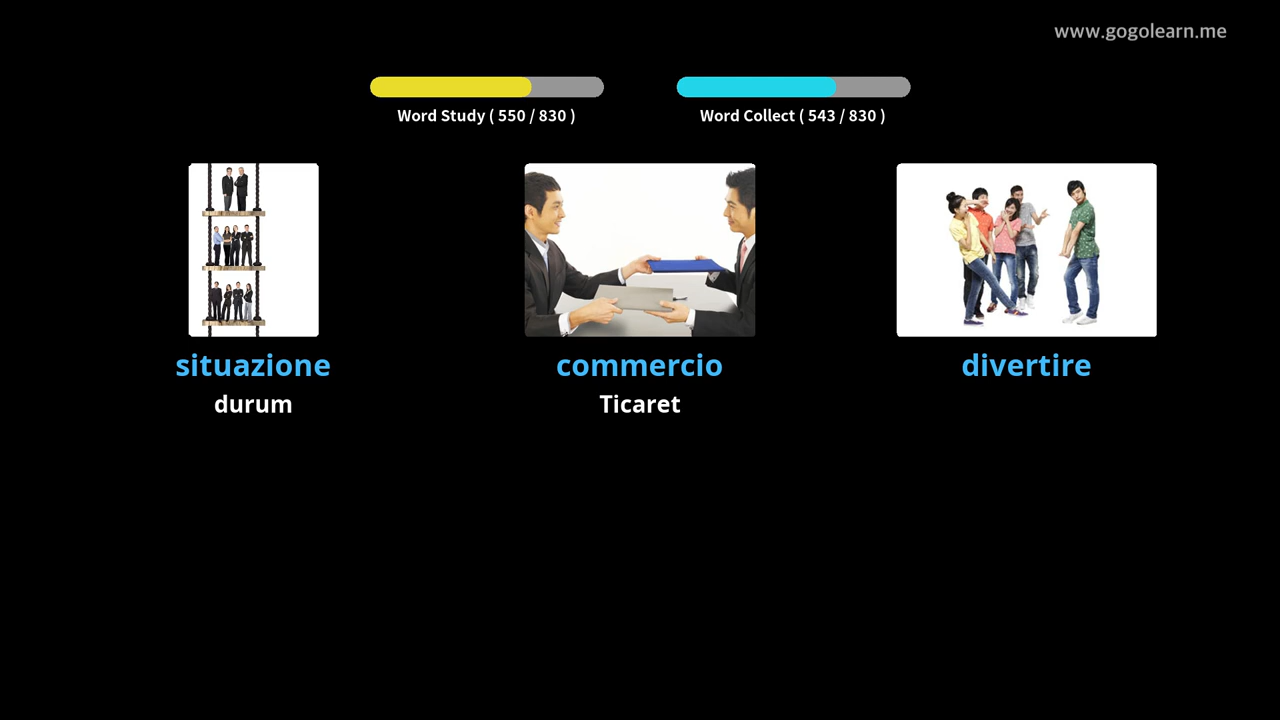 www.gogolearn.me
Word Study ( 550 / 830 )
Word Collect ( 543 / 830 )
situazione
commercio
divertire
durum
Ticaret